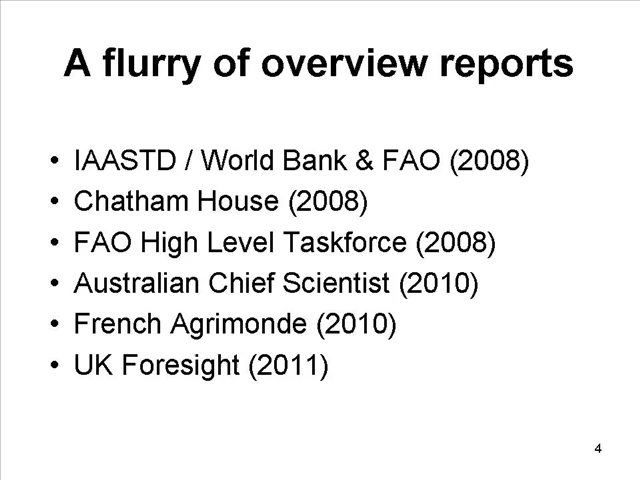 A flurry of overview reports
• IAASTD / World Bank & FAO (2008)
• Chatham House (2008)
• FAO High Level Taskforce (2008)
• Australian Chief Scientist (2010)
• French Agrimonde (2010)
• UK Foresight (2011)
4